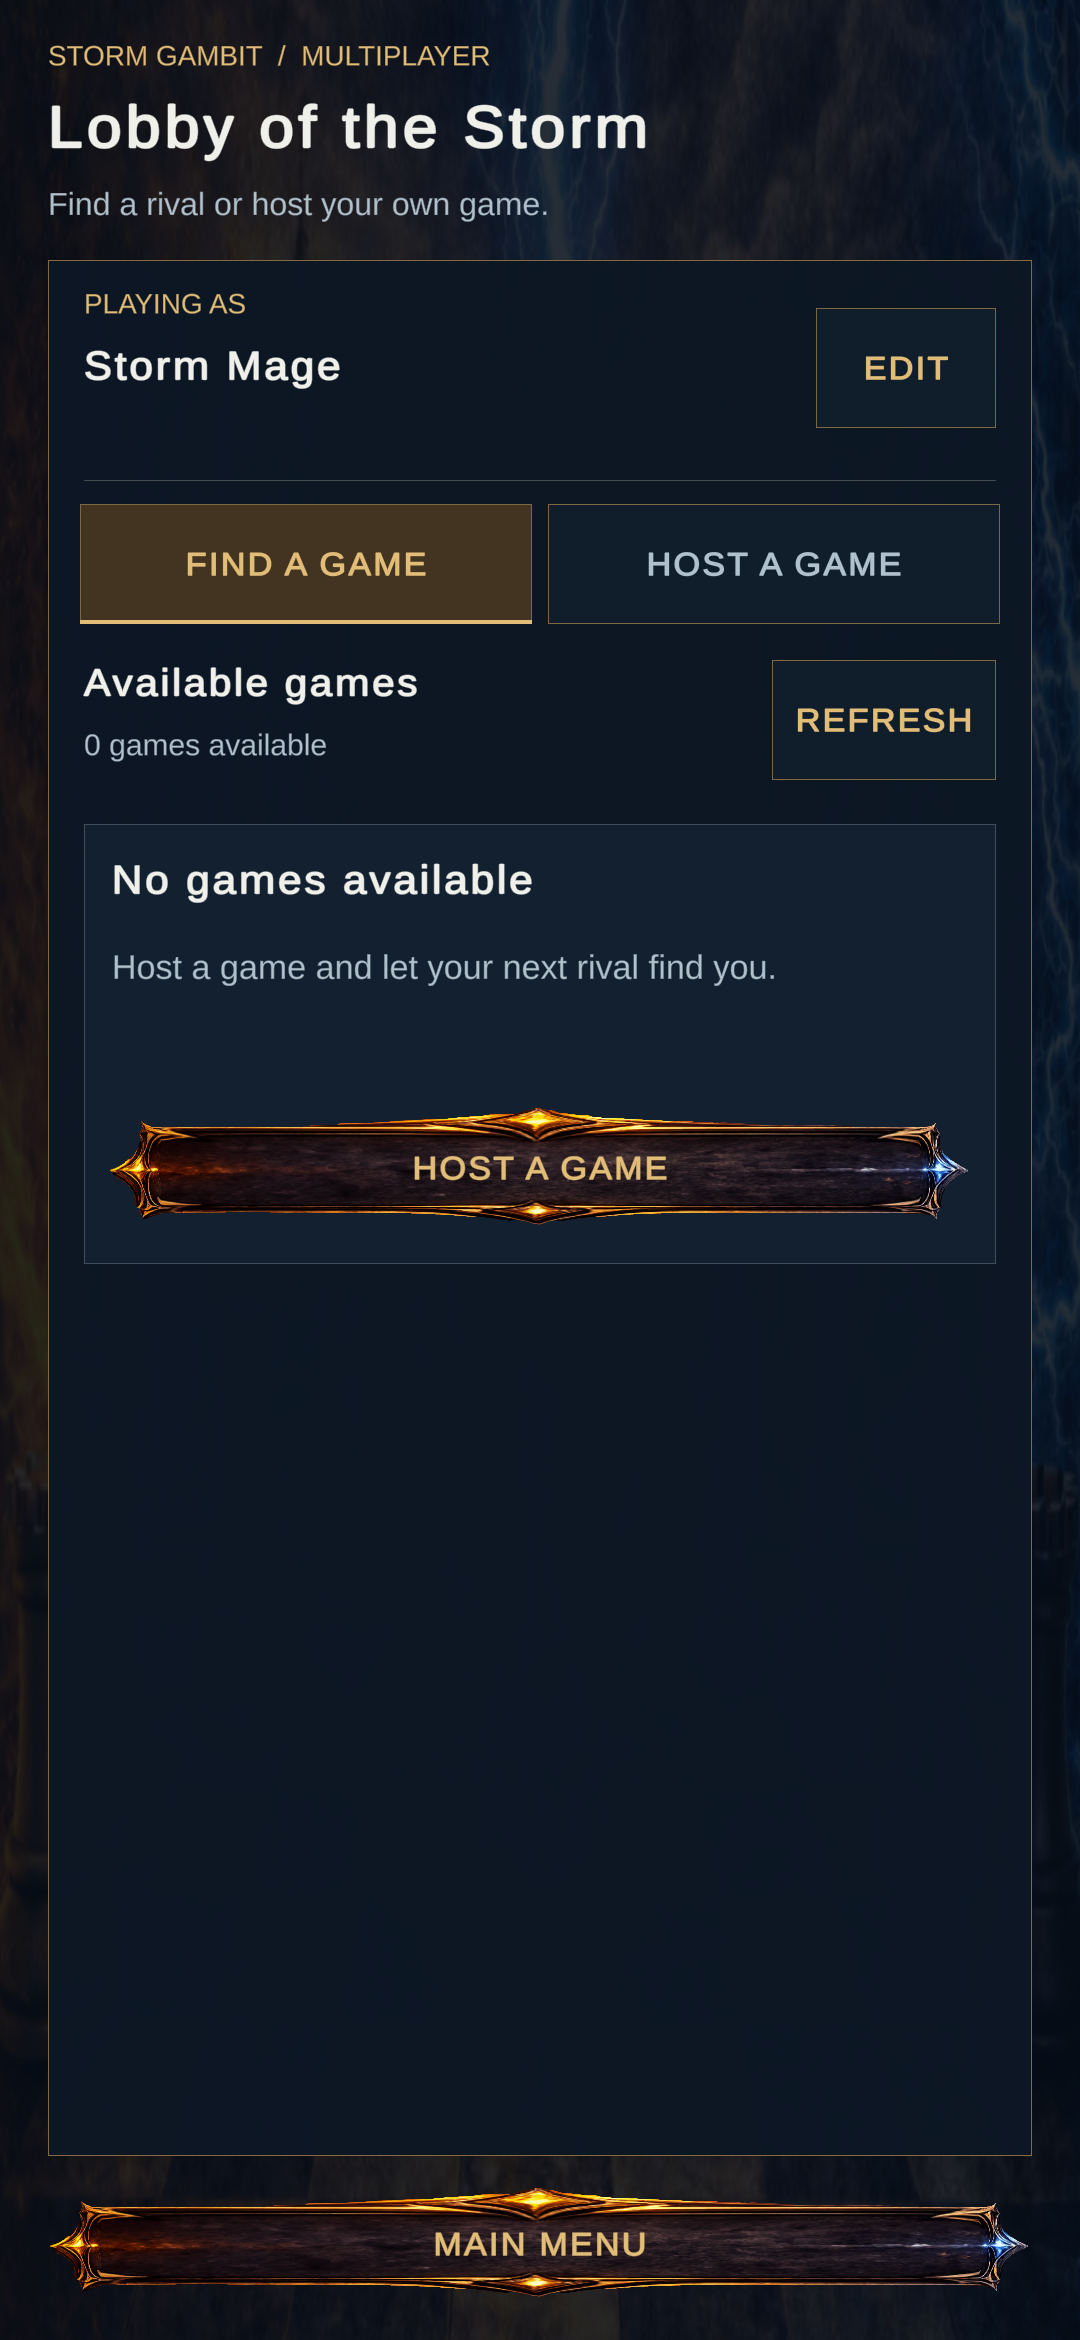 STORM GAMBIT / MULTIPLAYER
Lobby of the Storm
Find a rival or host your own game.
PLAYING AS
Storm Mage
EDIT
FIND A GAME
HOST A GAME
Available games
0 games available
REFRESH
No games available
Host a game and let your next rival find you.
HOST A GAME
MAIN MENU